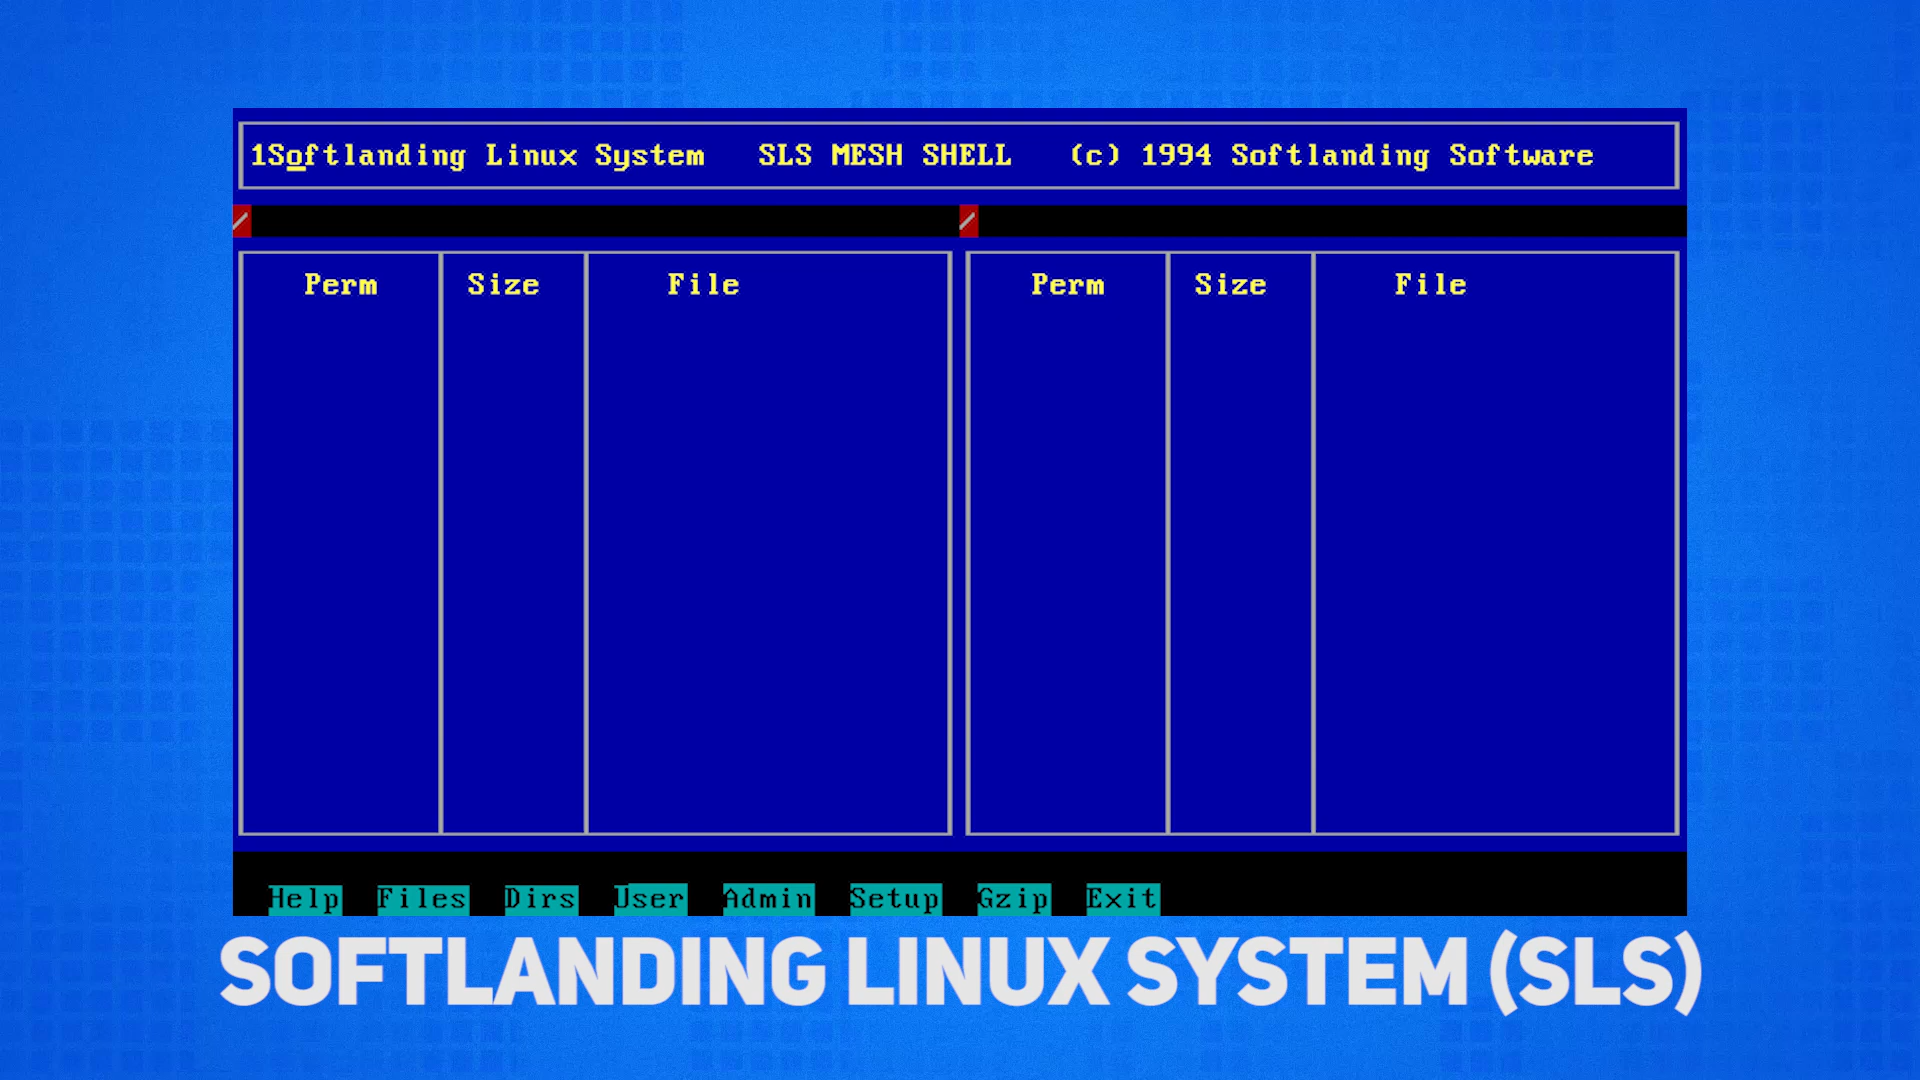 1Softlanding Linux System SLS MESH SHELL (c) 1994 Softlanding Software
/ /
Perm Size File Perm Size File
Help Files Dirs User Admin Setup Gzip Exit
SOFTLANDING LINUX SYSTEM (SLS)